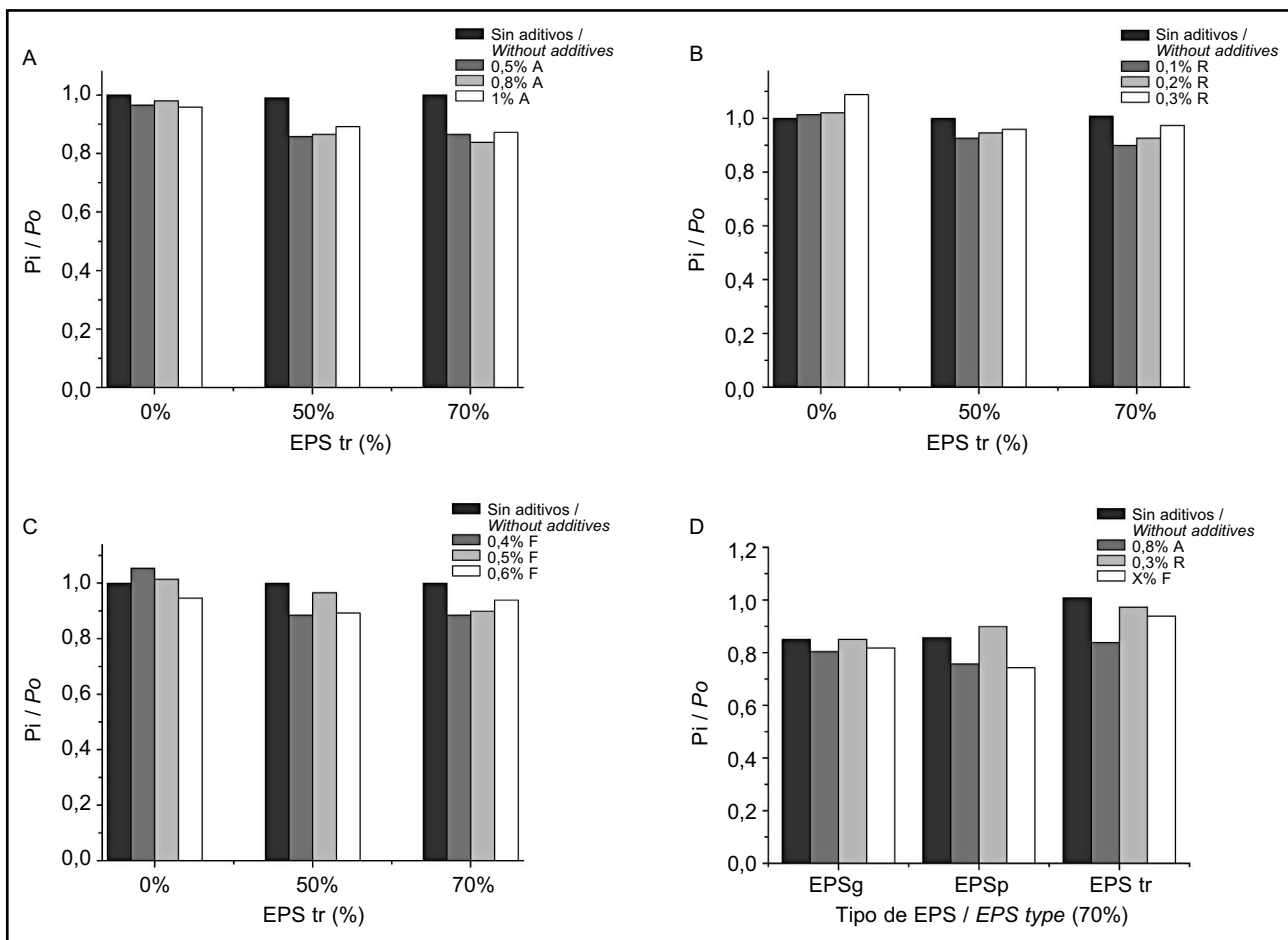 A
Sin aditivos /
Without additives
0,5% A
0,8% A
1% A
1,0
0,8
0,6
0,4
0,2
0,0
Pi / Po
0%
50%
70%
EPS tr (%)
B
Sin aditivos /
Without additives
0,1% R
0,2% R
0,3% R
1,0
0,8
0,6
0,4
0,2
0,0
Pi / Po
0%
50%
70%
EPS tr (%)
C
Sin aditivos /
Without additives
0,4% F
0,5% F
0,6% F
1,0
0,8
0,6
0,4
0,2
0,0
Pi / Po
0%
50%
70%
EPS tr (%)
D
Sin aditivos /
Without additives
0,8% A
0,3% R
X% F
1,2
1,0
0,8
0,6
0,4
0,2
0,0
Pi / Po
EPSg
EPSp
EPS tr
Tipo de EPS / EPS type (70%)